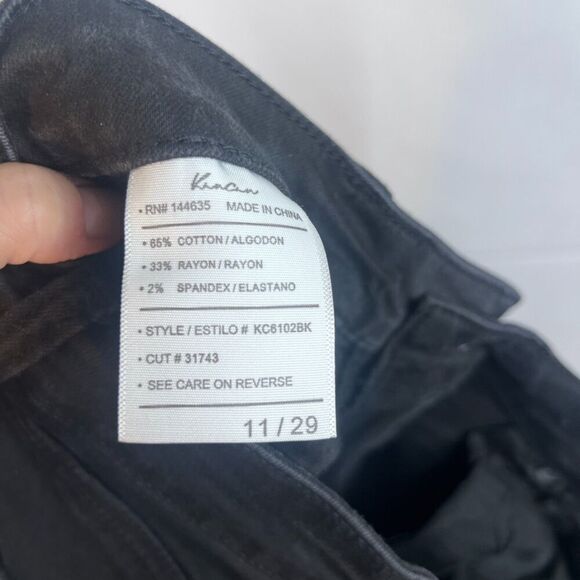 Kancan
• RN# 144635 MADE IN CHINA
• 65% COTTON / ALGODON
• 33% RAYON / RAYON
• 2% SPANDEX / ELASTANO
• STYLE / ESTILO # KC6102BK
• CUT # 31743
• SEE CARE ON REVERSE
11 / 29